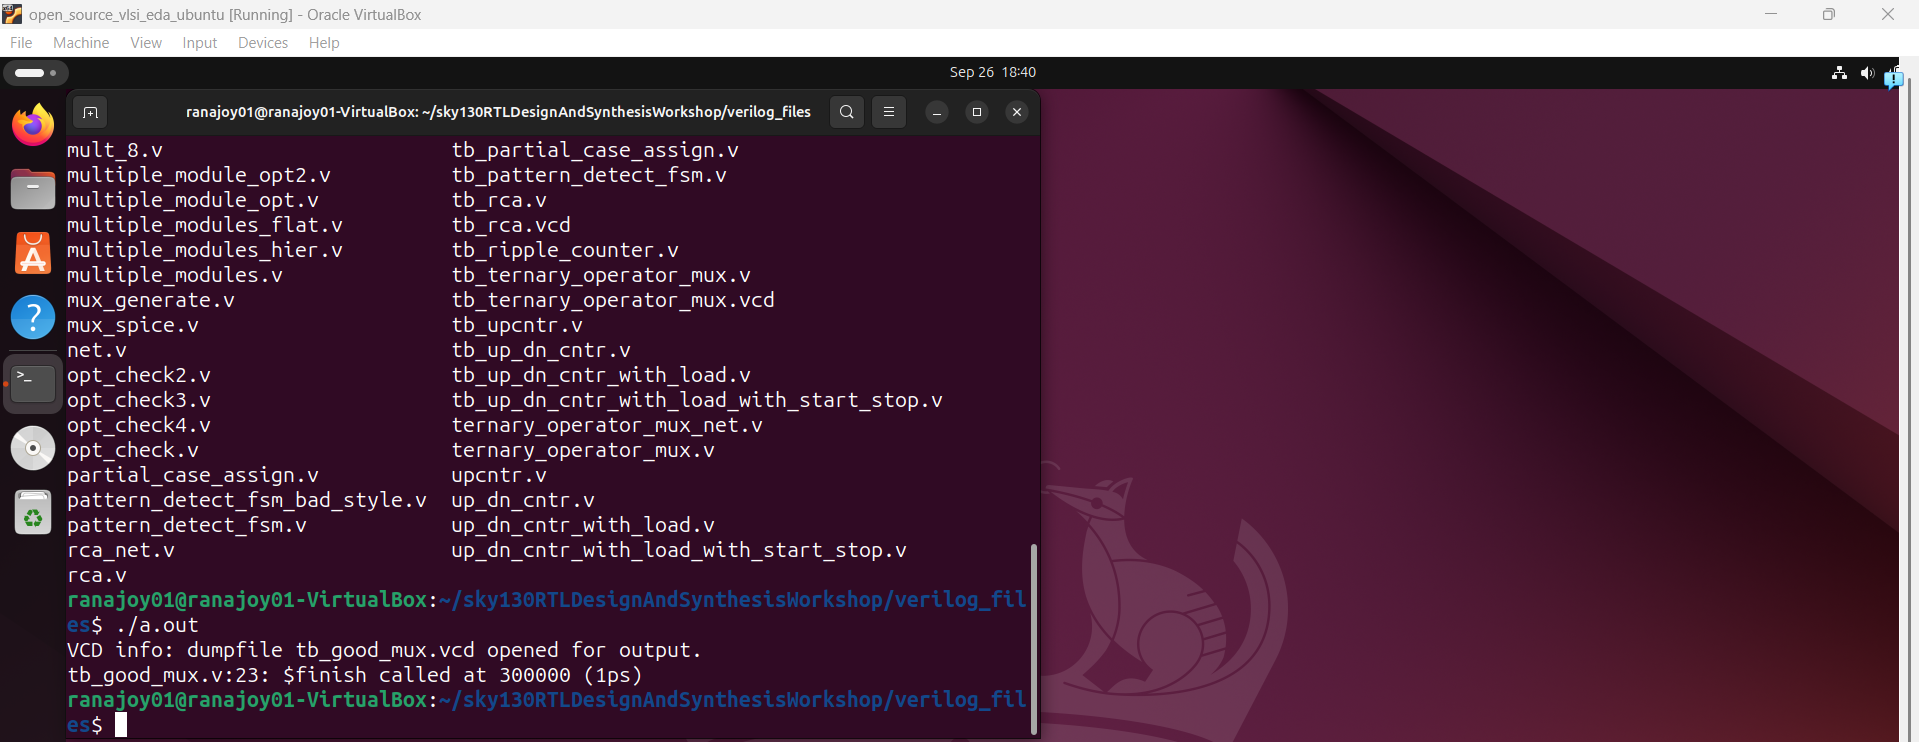 open_source_vlsi_eda_ubuntu [Running] - Oracle VirtualBox
File Machine View Input Devices Help
Sep 26 18:40
ranajoy01@ranajoy01-VirtualBox: ~/sky130RTLDesignAndSynthesisWorkshop/verilog_files
mult_8.v tb_partial_case_assign.v
multiple_module_opt2.v tb_pattern_detect_fsm.v
multiple_module_opt.v tb_rca.v
multiple_modules_flat.v tb_rca.vcd
multiple_modules_hier.v tb_ripple_counter.v
multiple_modules.v tb_ternary_operator_mux.v
mux_generate.v tb_ternary_operator_mux.vcd
mux_spice.v tb_upcntr.v
net.v tb_up_dn_cntr.v
opt_check2.v tb_up_dn_cntr_with_load.v
opt_check3.v tb_up_dn_cntr_with_load_with_start_stop.v
opt_check4.v ternary_operator_mux_net.v
opt_check.v ternary_operator_mux.v
partial_case_assign.v upcntr.v
pattern_detect_fsm_bad_style.v up_dn_cntr.v
pattern_detect_fsm.v up_dn_cntr_with_load.v
rca_net.v up_dn_cntr_with_load_with_start_stop.v
rca.v
ranajoy01@ranajoy01-VirtualBox:~/sky130RTLDesignAndSynthesisWorkshop/verilog_fil
es$ ./a.out
VCD info: dumpfile tb_good_mux.vcd opened for output.
tb_good_mux.v:23: $finish called at 300000 (1ps)
ranajoy01@ranajoy01-VirtualBox:~/sky130RTLDesignAndSynthesisWorkshop/verilog_fil
es$